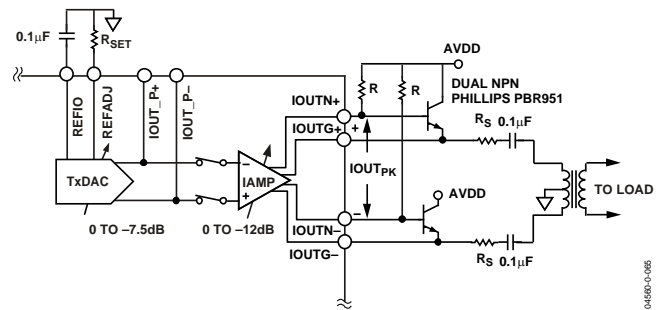 0.1μF
RSET
REFIO
REFADJ
IOUT_P+
IOUT_P–
TxDAC
0 TO –7.5dB
IAMP
–
+
0 TO –12dB
IOUTN+
IOUTG+
+
IOUTPK
–
IOUTN–
IOUTG–
R
R
AVDD
DUAL NPN
PHILLIPS PBR951
RS 0.1μF
AVDD
RS 0.1μF
TO LOAD
04560-0-065